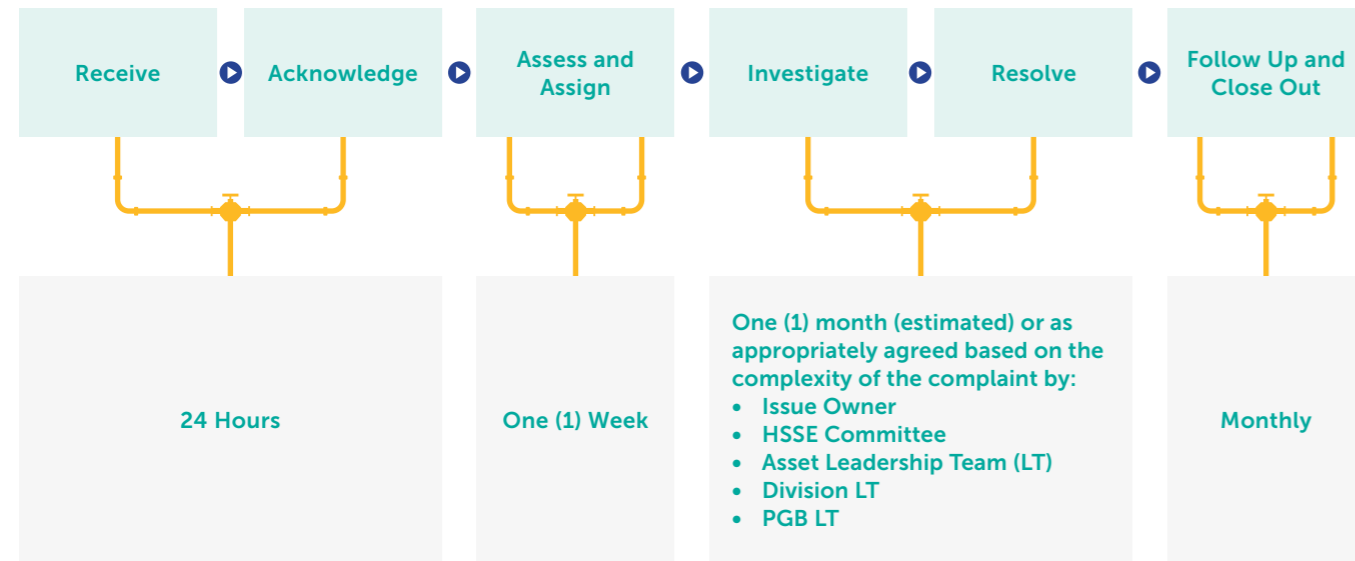 Receive
Acknowledge
Assess and
Assign
Investigate
Resolve
Follow Up and
Close Out
24 Hours
One (1) Week
One (1) month (estimated) or as
appropriately agreed based on the
complexity of the complaint by:
• Issue Owner
• HSSE Committee
• Asset Leadership Team (LT)
• Division LT
• PGB LT
Monthly